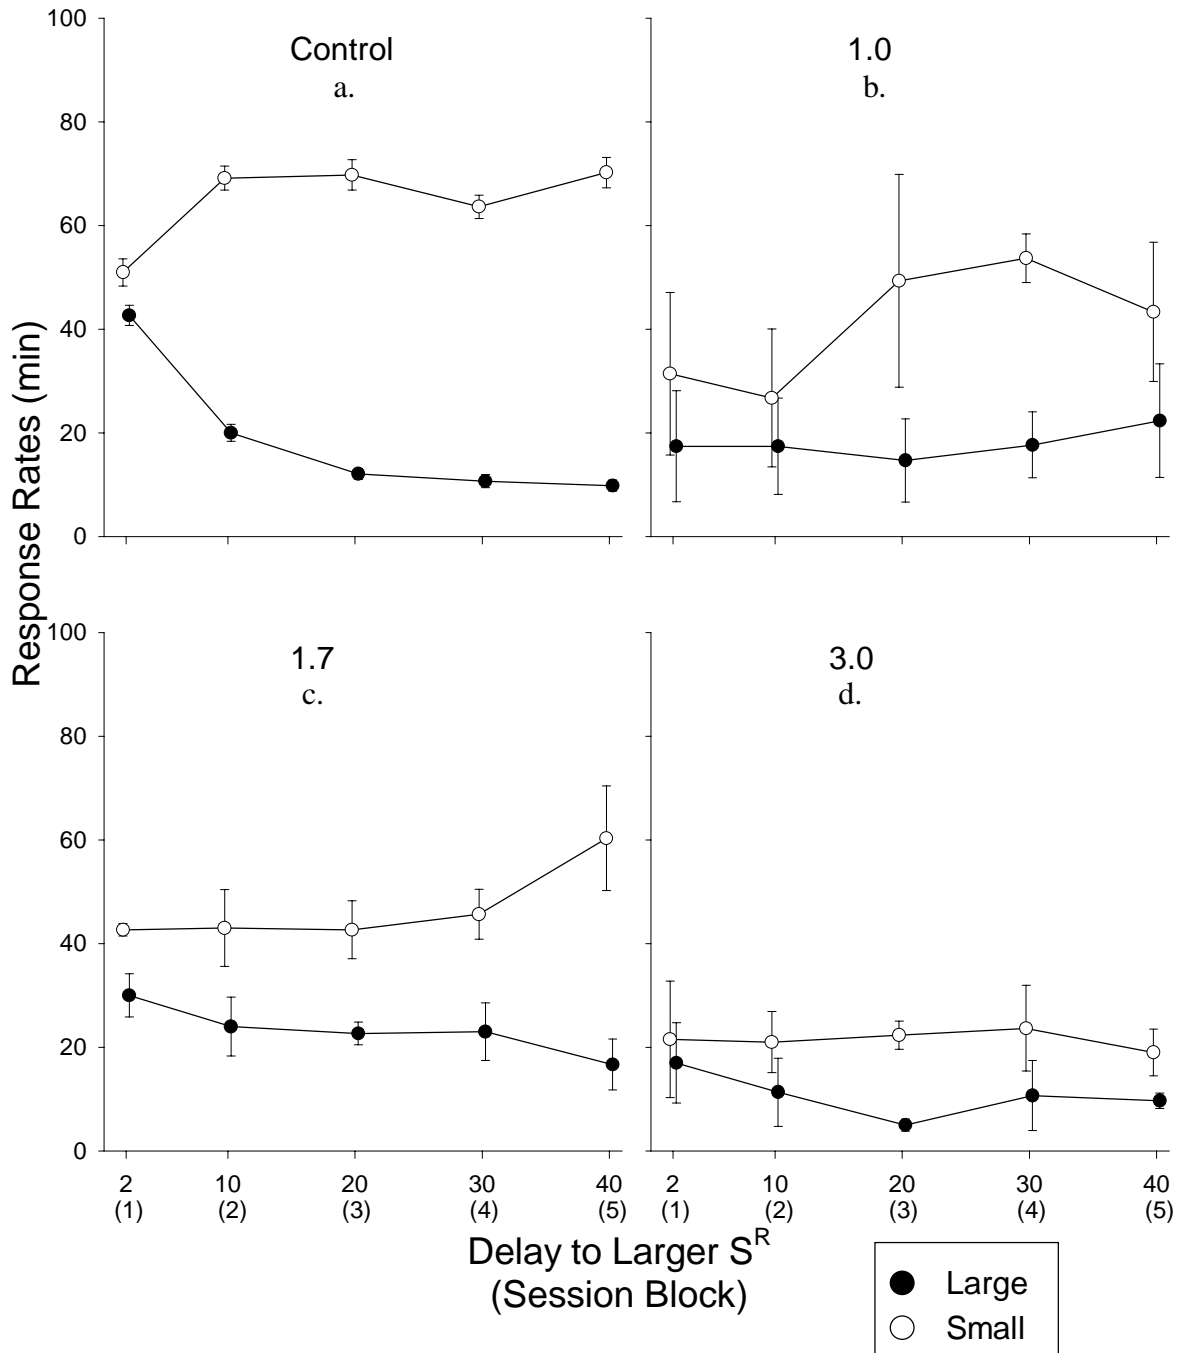 Control
a.
1.0
b.
100
80
60
40
20
0
Response Rates (min)
1.7
c.
3.0
d.
100
80
60
40
20
0
2 10 20 30 40 2 10 20 30 40
(1) (2) (3) (4) (5) (1) (2) (3) (4) (5)
Delay to Larger S^R
(Session Block)
Large
Small